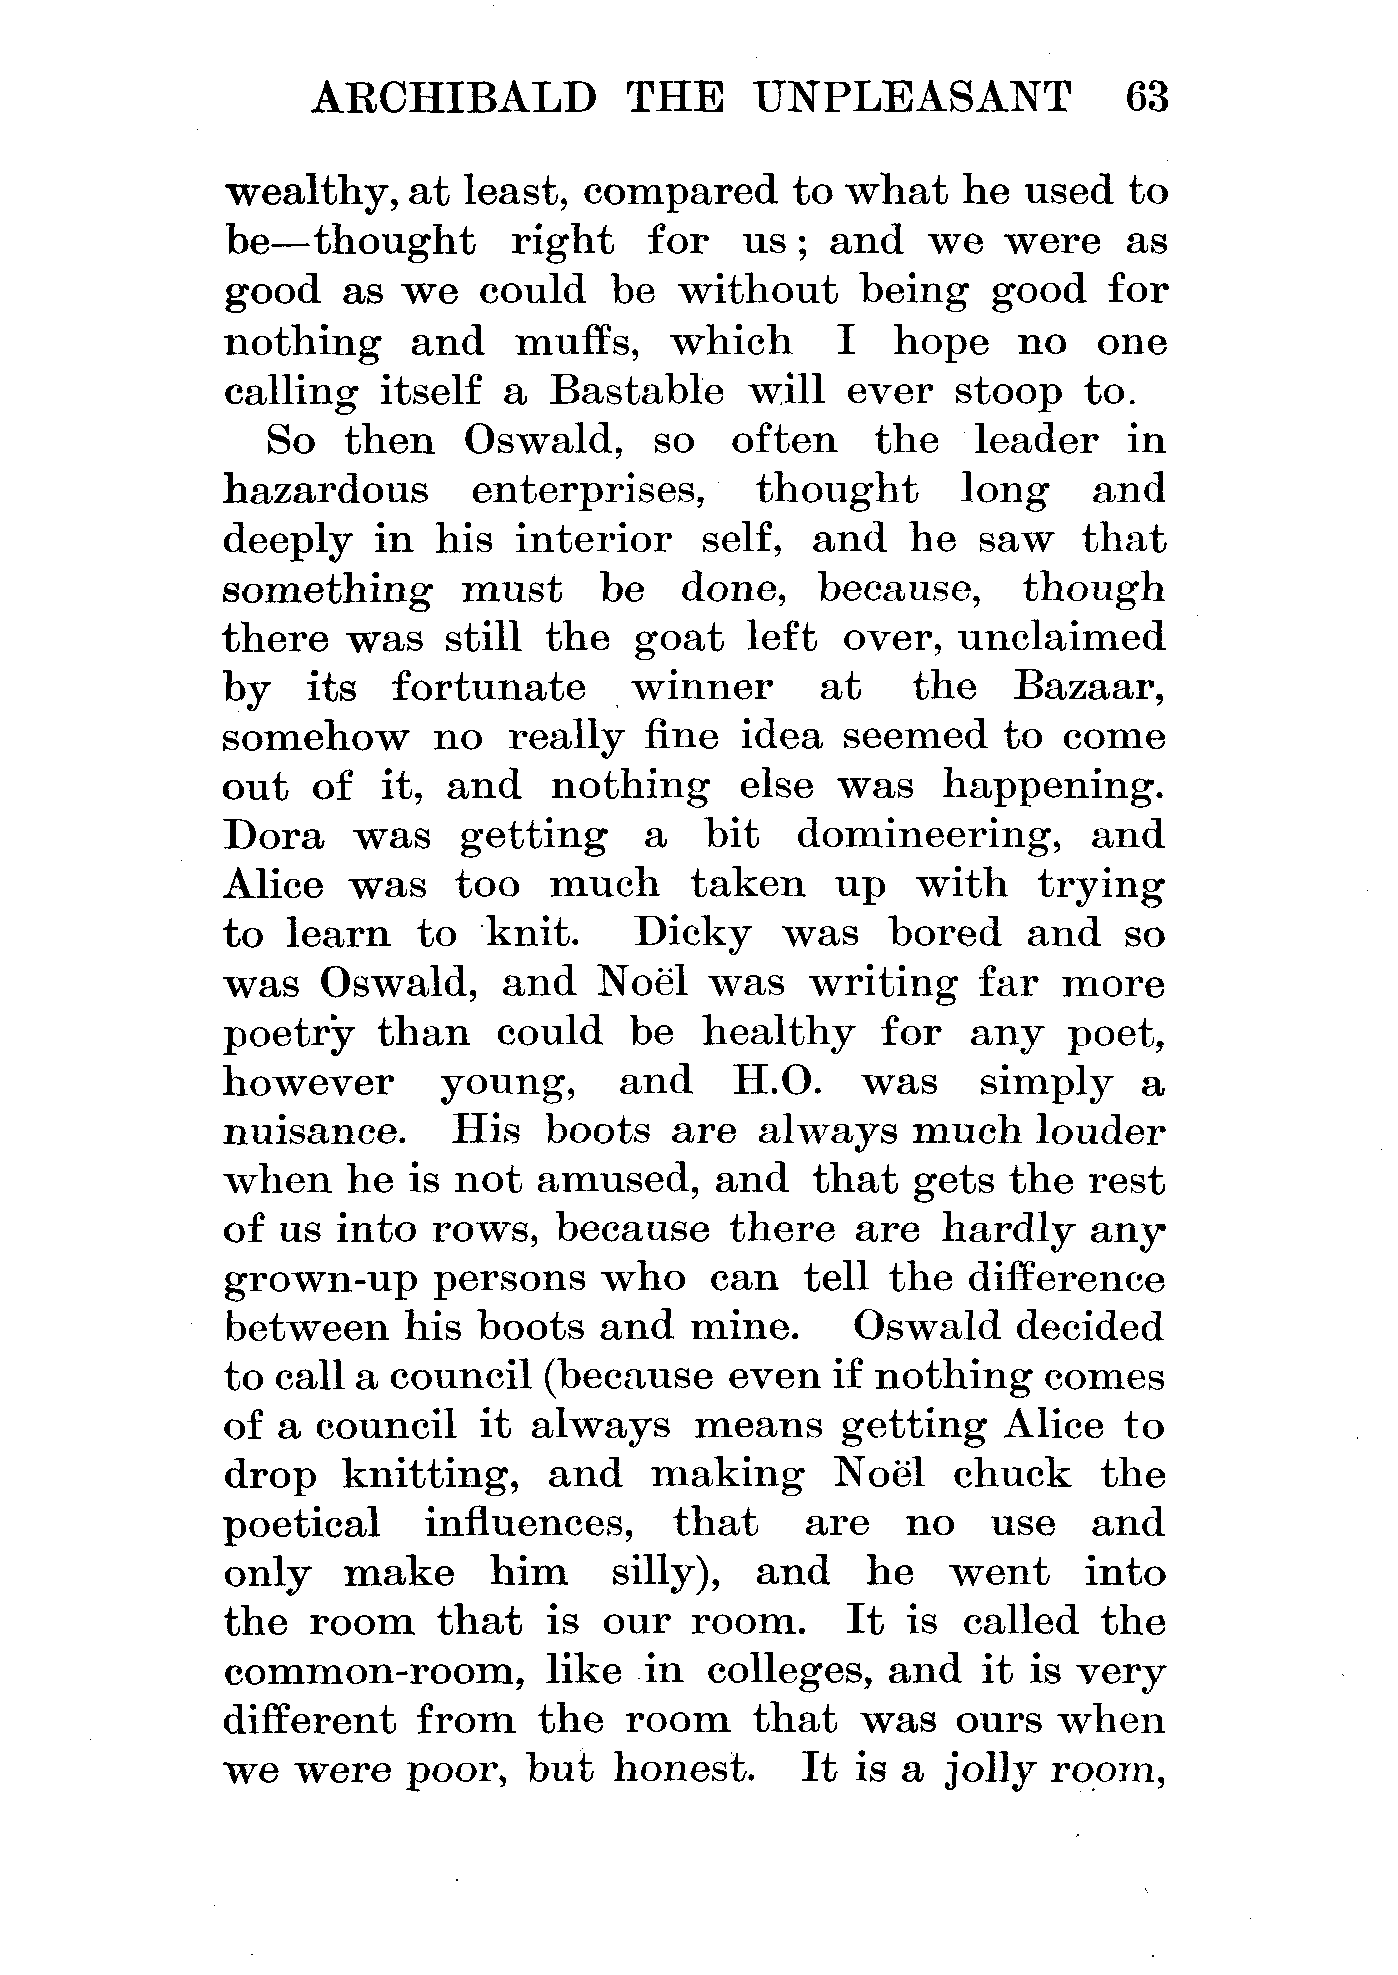 ARCHIBALD THE UNPLEASANT 63
wealthy, at least, compared to what he used to
be—thought right for us; and we were as
good as we could be without being good for
nothing and muffs, which I hope no one
calling itself a Bastable will ever stoop to.
So then Oswald, so often the leader in
hazardous enterprises, thought long and
deeply in his interior self, and he saw that
something must be done, because, though
there was still the goat left over, unclaimed
by its fortunate winner at the Bazaar,
somehow no really fine idea seemed to come
out of it, and nothing else was happening.
Dora was getting a bit domineering, and
Alice was too much taken up with trying
to learn to knit. Dicky was bored and so
was Oswald, and Noël was writing far more
poetry than could be healthy for any poet,
however young, and H.O. was simply a
nuisance. His boots are always much louder
when he is not amused, and that gets the rest
of us into rows, because there are hardly any
grown-up persons who can tell the difference
between his boots and mine. Oswald decided
to call a council (because even if nothing comes
of a council it always means getting Alice to
drop knitting, and making Noël chuck the
poetical influences, that are no use and
only make him silly), and he went into
the room that is our room. It is called the
common-room, like in colleges, and it is very
different from the room that was ours when
we were poor, but honest. It is a jolly room,